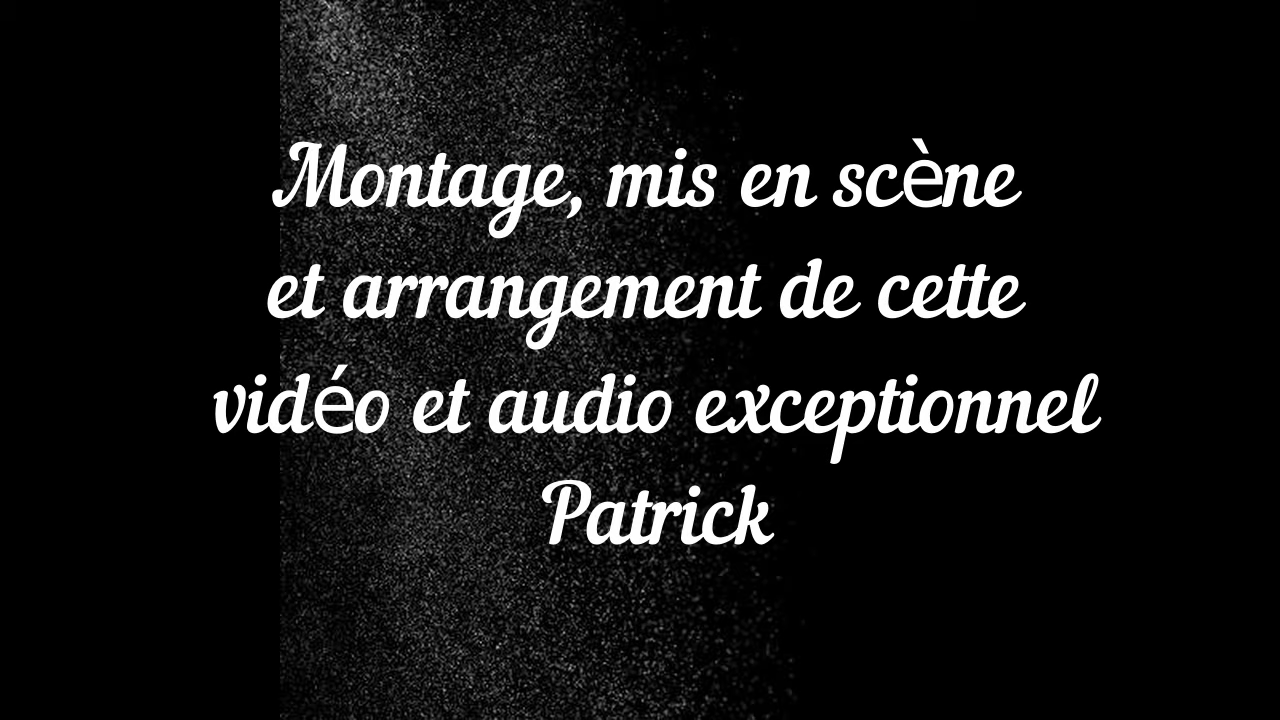 Montage, mis en scène
et arrangement de cette
vidéo et audio exceptionnel
Patrick